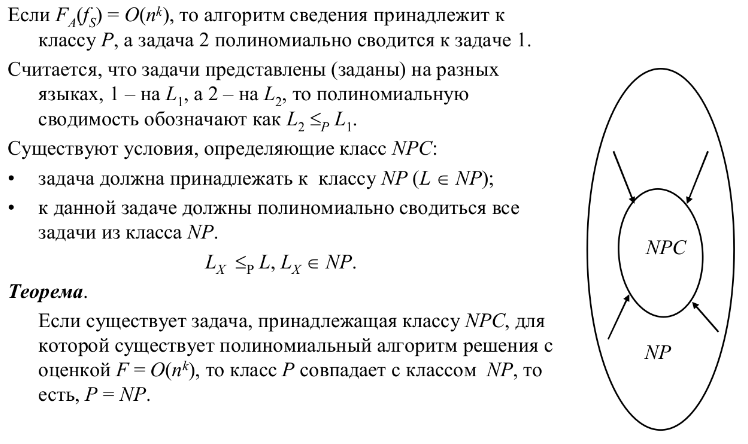 Если F_A(f_S) = O(n^k), то алгоритм сведения принадлежит к
классу P, а задача 2 полиномиально сводится к задаче 1.
Считается, что задачи представлены (заданы) на разных
языках, 1 – на L_1, а 2 – на L_2, то полиномиальную
сводимость обозначают как L_2 ≤_P L_1.
Существуют условия, определяющие класс NPC:
• задача должна принадлежать к классу NP (L ∈ NP);
• к данной задаче должны полиномиально сводиться все
задачи из класса NP.
L_X ≤_P L, L_X ∈ NP.
Теорема.
Если существует задача, принадлежащая классу NPC, для
которой существует полиномиальный алгоритм решения с
оценкой F = O(n^k), то класс P совпадает с классом NP, то
есть, P = NP.
NPC
NP